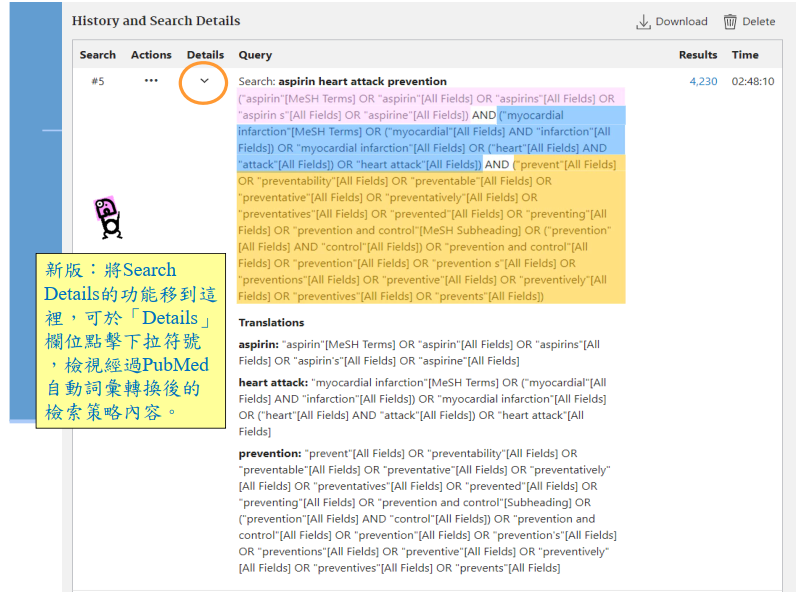 History and Search Details
Download
Delete
Search Actions Details Query Results Time
#5 ··· Search: aspirin heart attack prevention 4,230 02:48:10
("aspirin"[MeSH Terms] OR "aspirin"[All Fields] OR "aspirins"[All Fields] OR
"aspirin s"[All Fields] OR "aspirine"[All Fields]) AND ("myocardial
infarction"[MeSH Terms] OR ("myocardial"[All Fields] AND "infarction"[All
Fields]) OR "myocardial infarction"[All Fields] OR ("heart"[All Fields] AND
"attack"[All Fields]) OR "heart attack"[All Fields]) AND ("prevent"[All Fields]
OR "preventability"[All Fields] OR "preventable"[All Fields] OR
"preventative"[All Fields] OR "preventatively"[All Fields] OR
"preventatives"[All Fields] OR "prevented"[All Fields] OR "preventing"[All
Fields] OR "prevention and control"[MeSH Subheading] OR ("prevention"
[All Fields] AND "control"[All Fields]) OR "prevention and control"[All
Fields] OR "prevention"[All Fields] OR "prevention s"[All Fields] OR
"preventions"[All Fields] OR "preventive"[All Fields] OR "preventively"[All
Fields] OR "preventives"[All Fields] OR "prevents"[All Fields])
新版：將Search
Details的功能移到這
裡，可於「Details」
欄位點擊下拉符號
，檢視經過PubMed
自動詞彙轉換後的
檢索策略內容。
Translations
aspirin: "aspirin"[MeSH Terms] OR "aspirin"[All Fields] OR "aspirins"[All
Fields] OR "aspirin's"[All Fields] OR "aspirine"[All Fields]
heart attack: "myocardial infarction"[MeSH Terms] OR ("myocardial"[All
Fields] AND "infarction"[All Fields]) OR "myocardial infarction"[All Fields]
OR ("heart"[All Fields] AND "attack"[All Fields]) OR "heart attack"[All
Fields]
prevention: "prevent"[All Fields] OR "preventability"[All Fields] OR
"preventable"[All Fields] OR "preventative"[All Fields] OR "preventatively"
[All Fields] OR "preventatives"[All Fields] OR "prevented"[All Fields] OR
"preventing"[All Fields] OR "prevention and control"[Subheading] OR
("prevention"[All Fields] AND "control"[All Fields]) OR "prevention and
control"[All Fields] OR "prevention"[All Fields] OR "prevention's"[All Fields]
OR "preventions"[All Fields] OR "preventive"[All Fields] OR "preventively"
[All Fields] OR "preventives"[All Fields] OR "prevents"[All Fields]